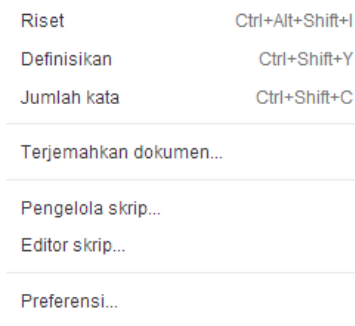 Riset Ctrl+Alt+Shift+I
Definisikan Ctrl+Shift+Y
Jumlah kata Ctrl+Shift+C
Terjemahkan dokumen...
Pengelola skrip...
Editor skrip...
Preferensi...